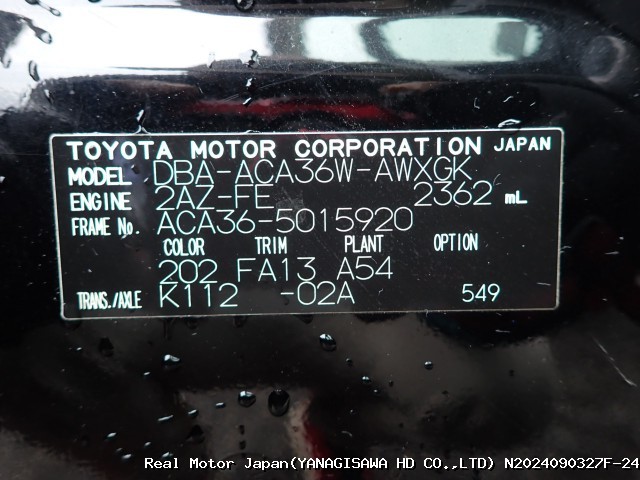 TOYOTA MOTOR CORPORATION JAPAN
MODEL DBA-ACA36W-AWXGK
ENGINE 2AZ-FE 2362 mL
FRAME No. ACA36-5015920
COLOR TRIM PLANT OPTION
202 FA13 A54
TRANS./AXLE K112 -02A 549
Real Motor Japan(YANAGISAWA HD CO.,LTD) N2024090327F-24